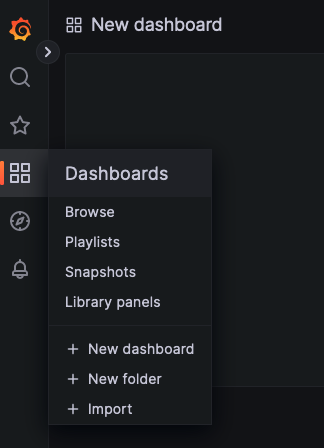 New dashboard
Dashboards
Browse
Playlists
Snapshots
Library panels
+ New dashboard
+ New folder
+ Import